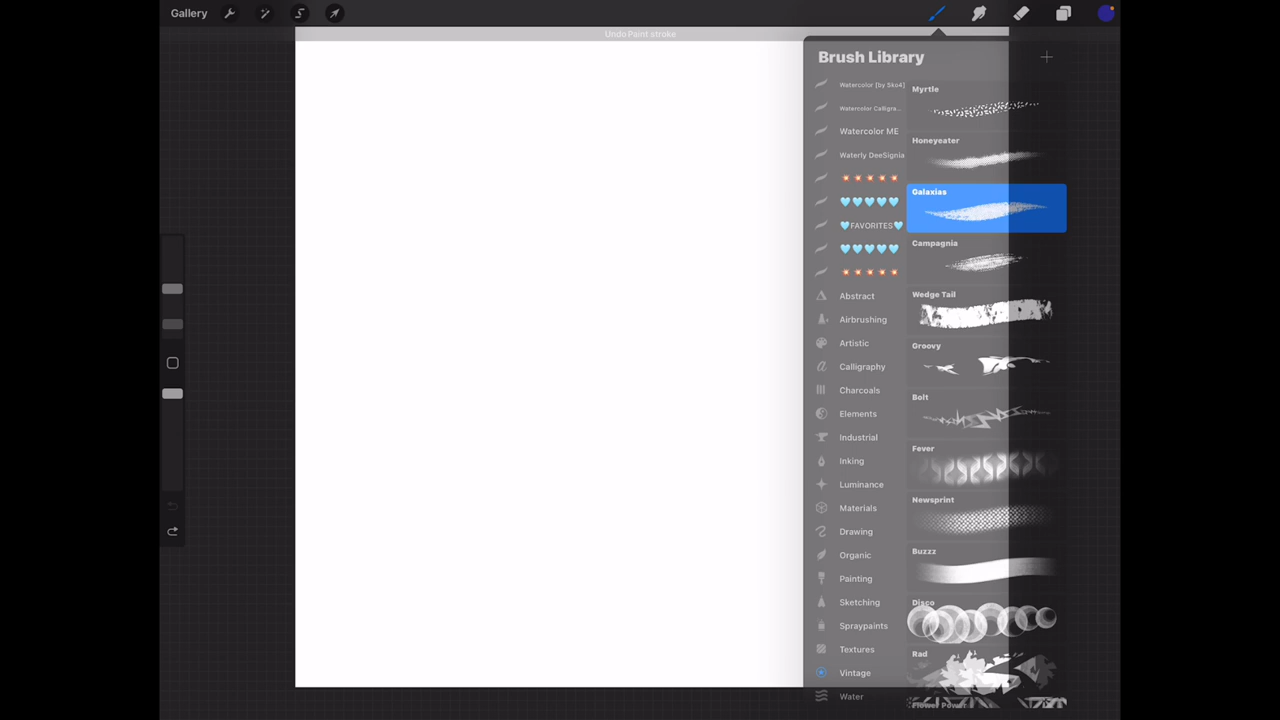 Gallery
Undo Paint stroke
Brush Library
Watercolor [by 5ko4]
Watercolor Calligra...
Watercolor ME
Waterly DeeSignia
FAVORITES
Abstract
Airbrushing
Artistic
Calligraphy
Charcoals
Elements
Industrial
Inking
Luminance
Materials
Drawing
Organic
Painting
Sketching
Spraypaints
Textures
Vintage
Water
Myrtle
Honeyeater
Galaxias
Campagnia
Wedge Tail
Groovy
Bolt
Fever
Newsprint
Buzzz
Disco
Rad
Flower Power